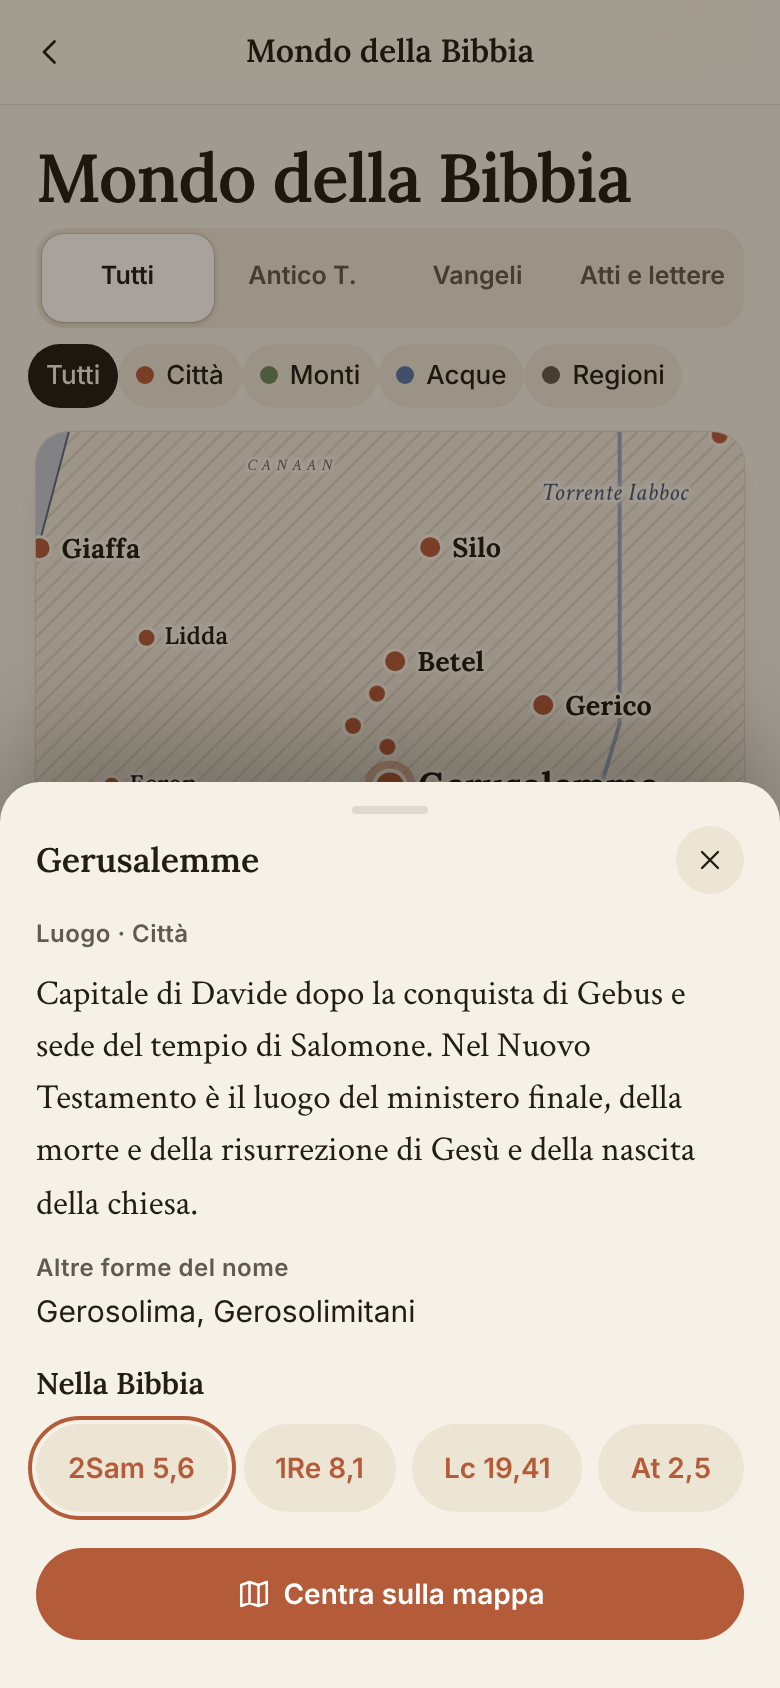 Mondo della Bibbia
Mondo della Bibbia
Tutti
Antico T.
Vangeli
Atti e lettere
Tutti
Città
Monti
Acque
Regioni
CANAAN
Torrente Iabboc
Giaffa
Silo
Lidda
Betel
Gerico
Gerusalemme
Gerusalemme
Luogo · Città
Capitale di Davide dopo la conquista di Gebus e
sede del tempio di Salomone. Nel Nuovo
Testamento è il luogo del ministero finale, della
morte e della risurrezione di Gesù e della nascita
della chiesa.
Altre forme del nome
Gerosolima, Gerosolimitani
Nella Bibbia
2Sam 5,6
1Re 8,1
Lc 19,41
At 2,5
Centra sulla mappa